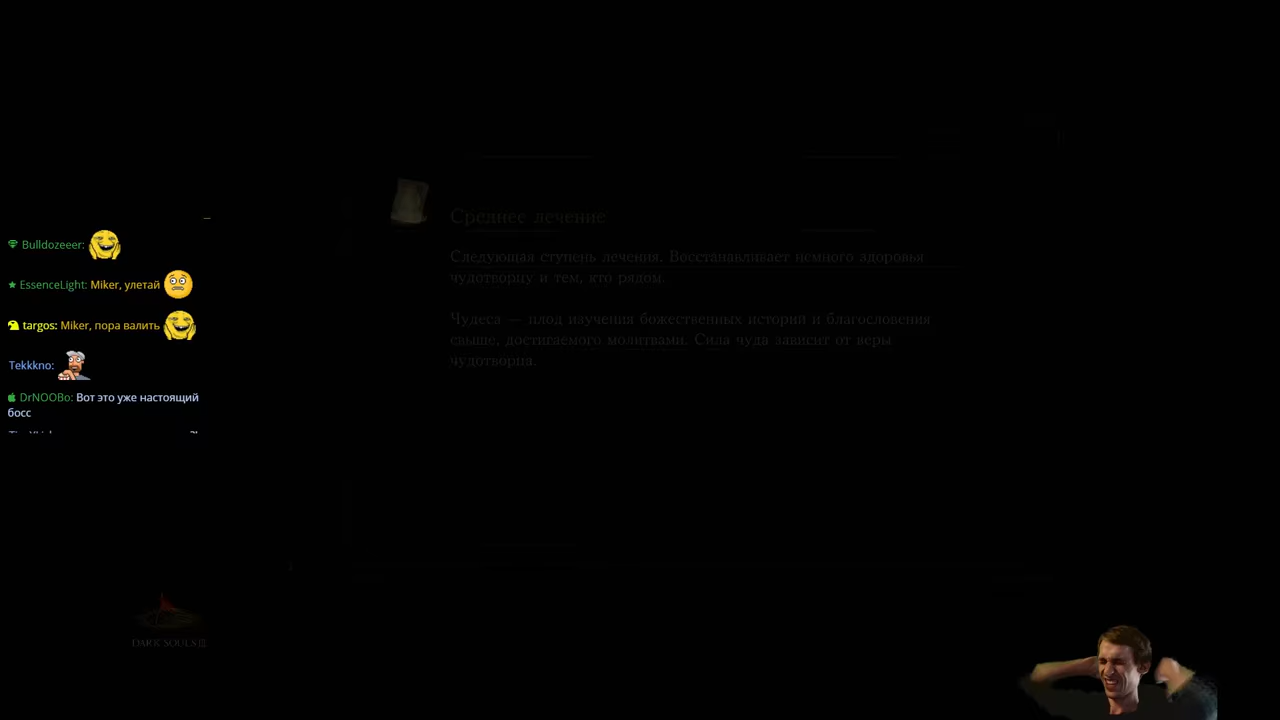 Среднее лечение
Следующая ступень лечения. Восстанавливает немного здоровья
чудотворцу и тем, кто рядом.
Чудеса — плод изучения божественных историй и благословения
свыше, достигаемого молитвами. Сила чуда зависит от веры
чудотворца.
Bulldozeeer:
EssenceLight: Miker, улетай
targos: Miker, пора валить
Tekkkno:
DrNOOBo: Вот это уже настоящий
босс
DARK SOULS III